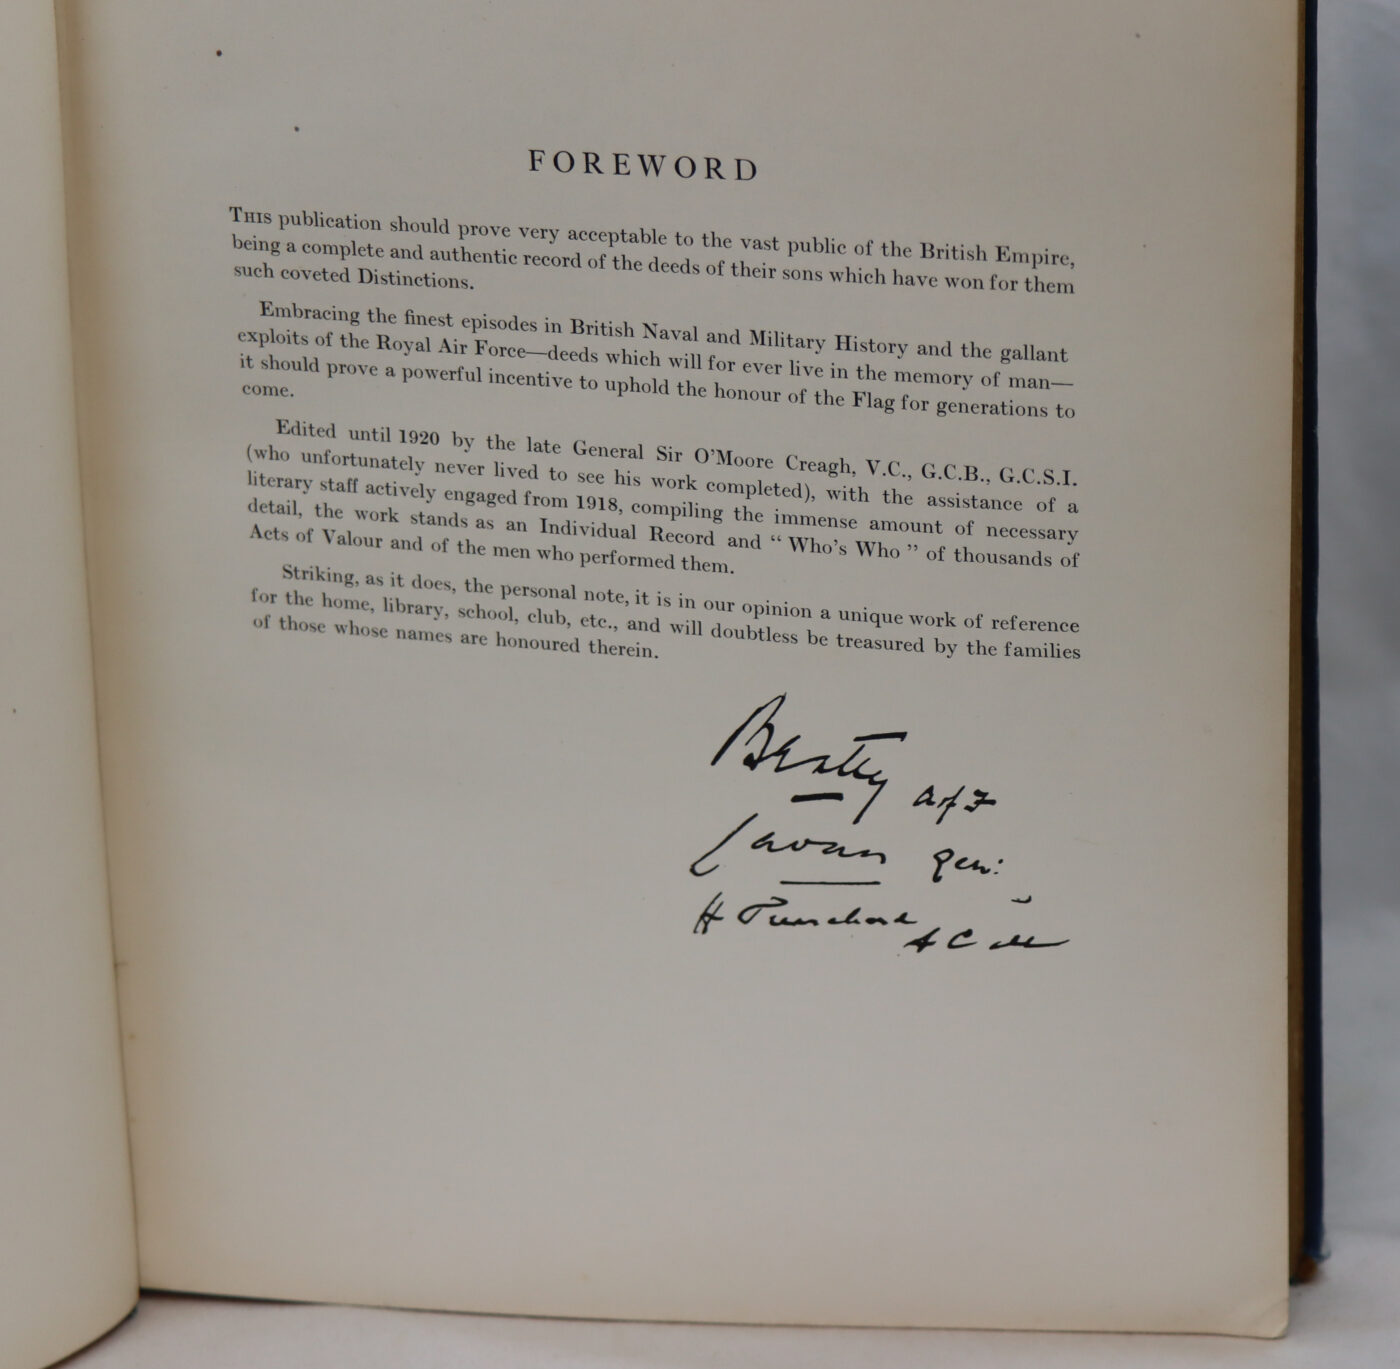 FOREWORD
THIS publication should prove very acceptable to the vast public of the British Empire,
being a complete and authentic record of the deeds of their sons which have won for them
such coveted Distinctions.
Embracing the finest episodes in British Naval and Military History and the gallant
exploits of the Royal Air Force—deeds which will for ever live in the memory of man—
it should prove a powerful incentive to uphold the honour of the Flag for generations to
come.
Edited until 1920 by the late General Sir O'Moore Creagh, V.C., G.C.B., G.C.S.I.
(who unfortunately never lived to see his work completed), with the assistance of a
literary staff actively engaged from 1918, compiling the immense amount of necessary
detail, the work stands as an Individual Record and “ Who's Who ” of thousands of
Acts of Valour and of the men who performed them.
Striking, as it does, the personal note, it is in our opinion a unique work of reference
for the home, library, school, club, etc., and will doubtless be treasured by the families
of those whose names are honoured therein.
Beatty a of F
Cavan Gen:
H